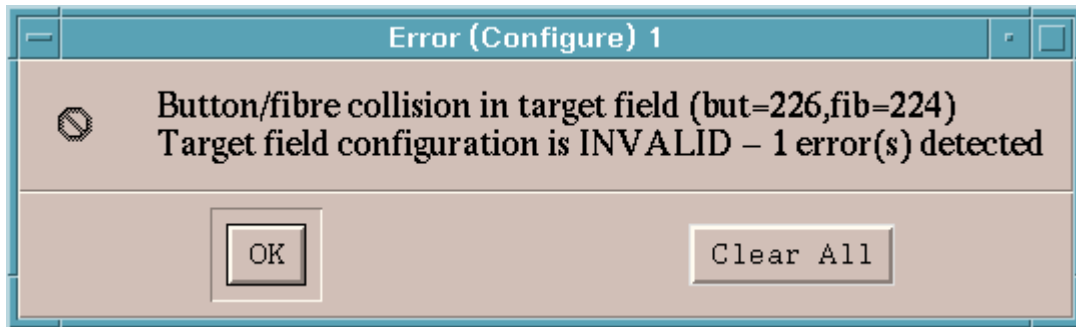 Error (Configure) 1
Button/fibre collision in target field (but=226,fib=224)
Target field configuration is INVALID – 1 error(s) detected
OK
Clear All